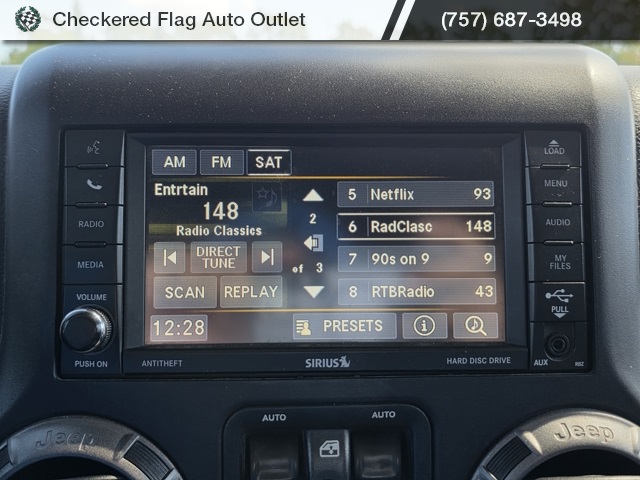 Checkered Flag Auto Outlet
(757) 687-3498
LOAD
AM FM SAT
MENU
Entrtain
5 Netflix 93
148
RADIO
2
6 RadClasc 148
AUDIO
Radio Classics
DIRECT TUNE
7 90s on 9 9
MEDIA
of 3
MY FILES
SCAN REPLAY
8 RTBRadio 43
VOLUME
PULL
12:28
PRESETS
PUSH ON
ANTITHEFT
SIRIUS
HARD DISC DRIVE
AUX
RBZ
AUTO
AUTO
Jeep
Jeep